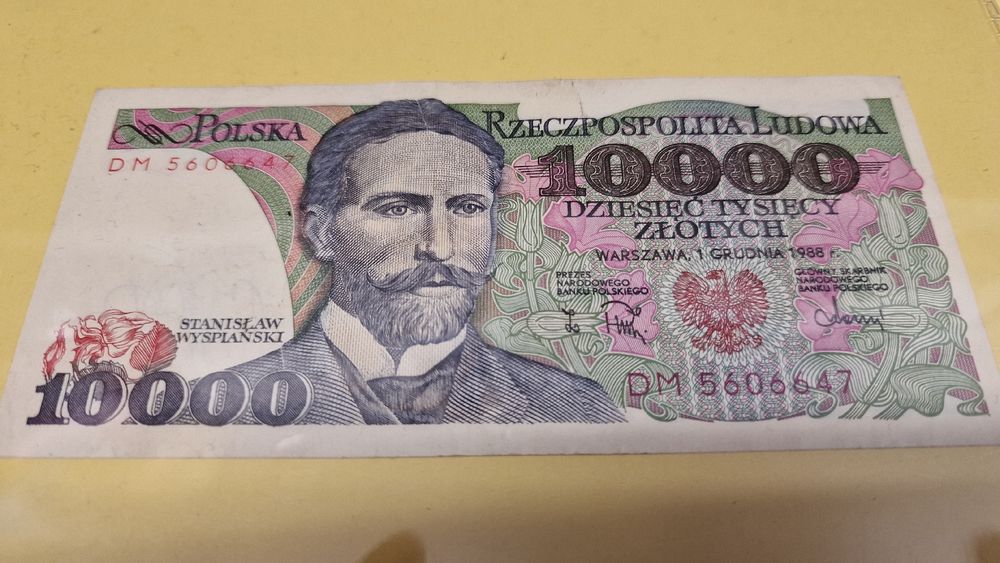 POLSKA
DM 5606647
RZECZPOSPOLITA LUDOWA
10000
DZIESIĘĆ TYSIĘCY
ZŁOTYCH
WARSZAWA, 1 GRUDNIA 1988 r.
PREZES
NARODOWEGO
BANKU POLSKIEGO
GŁÓWNY SKARBNIK
NARODOWEGO
BANKU POLSKIEGO
STANISŁAW
WYSPIAŃSKI
10000
DM 5606647